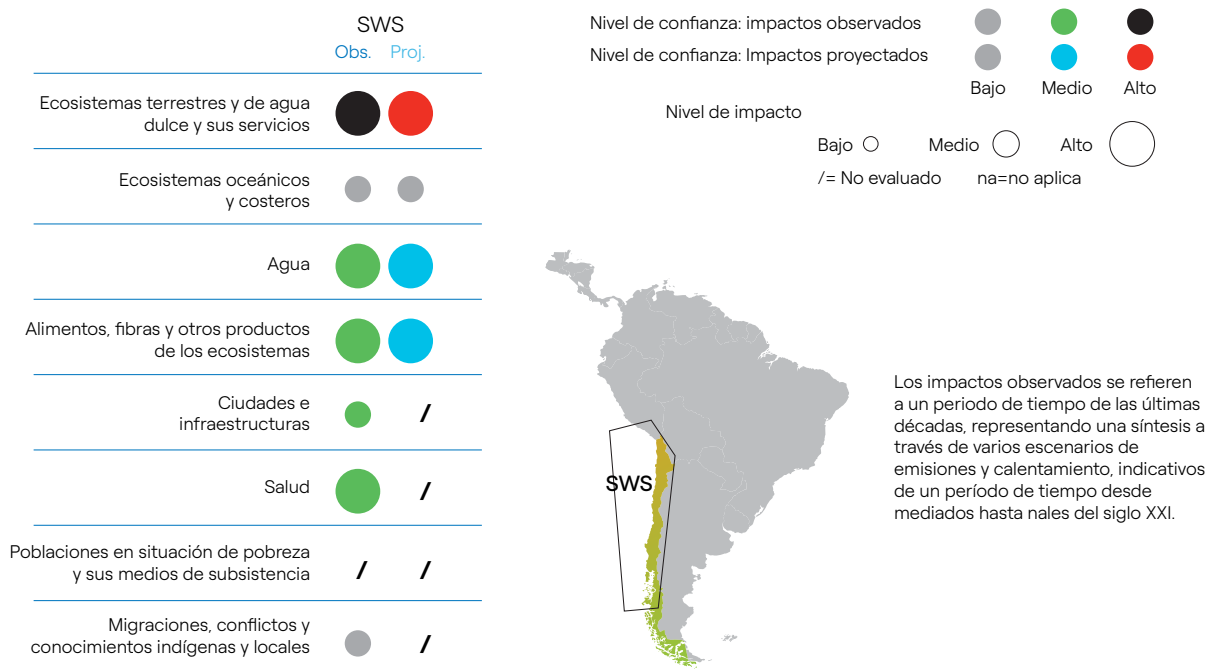 SWS
Obs. Proj.
Ecosistemas terrestres y de agua
dulce y sus servicios
Ecosistemas oceánicos
y costeros
Agua
Alimentos, fibras y otros productos
de los ecosistemas
Ciudades e
infraestructuras
/
Salud
/
Poblaciones en situación de pobreza
y sus medios de subsistencia
/ /
Migraciones, conflictos y
conocimientos indígenas y locales
/
Nivel de confianza: impactos observados
Nivel de confianza: Impactos proyectados
Bajo Medio Alto
Nivel de impacto
Bajo Medio Alto
/= No evaluado na=no aplica
SWS
Los impactos observados se refieren
a un periodo de tiempo de las últimas
décadas, representando una síntesis a
través de varios escenarios de
emisiones y calentamiento, indicativos
de un período de tiempo desde
mediados hasta nales del siglo XXI.